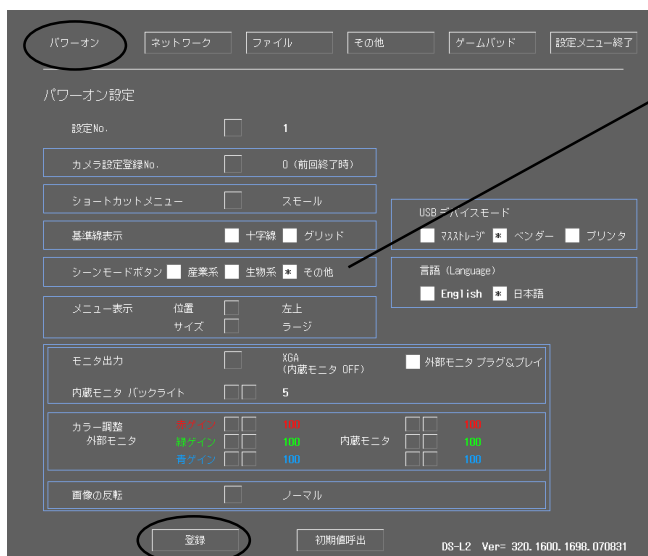 パワーオン ネットワーク ファイル その他 ゲームパッド 設定メニュー終了
パワーオン設定
設定No. 1
カメラ設定登録No. 0 (前回終了時)
ショートカットメニュー スモール
基準線表示 十字線 グリッド
シーンモードボタン 産業系 生物系 * その他
メニュー表示 位置 左上
サイズ ラージ
USB デバイスモード
マスストレージ * ベンダー プリンタ
言語 (Language)
English * 日本語
モニタ出力 XGA 外部モニタ プラグ&プレイ
(内蔵モニタ OFF)
内蔵モニタ バックライト 5
カラー調整 赤ゲイン 100 100
外部モニタ 緑ゲイン 100 内蔵モニタ 100
青ゲイン 100 100
画像の反転 ノーマル
登録 初期値呼出
DS-L2 Ver= 320.1600.1698.070831